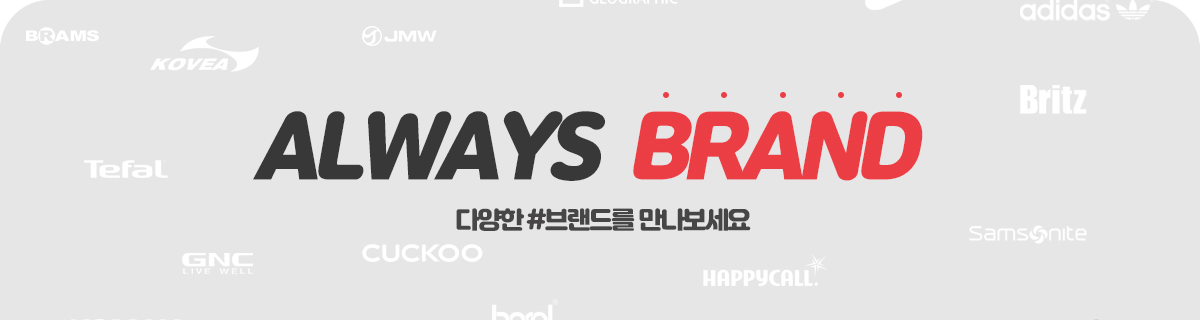 GEOGRAPHIC
adidas
BRAMS
KOVEA
JMW
Britz
ALWAYS BRAND
Tefal
다양한 #브랜드를 만나보세요
Samsonite
CUCKOO
GNC
LIVE WELL
HAPPYCALL.